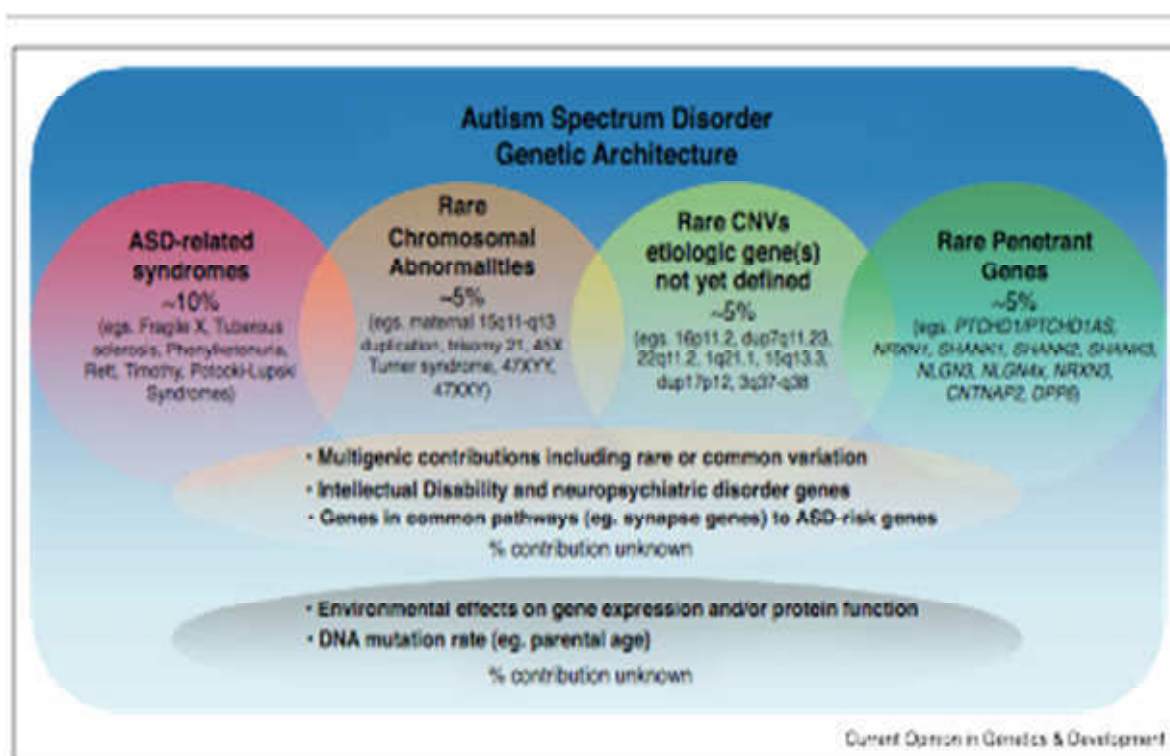 Autism Spectrum Disorder
Genetic Architecture
ASD-related
syndromes
~10%
(egs. Fragile X, Tuberous
sclerosis, Phenylketonuria,
Rett, Timothy, Potocki-Lupski
Syndromes)
Rare
Chromosomal
Abnormalities
~5%
(egs. maternal 15q11-q13
duplication, trisomy 21, 45X
Turner syndrome, 47XYY,
47XXY)
Rare CNVs
etiologic gene(s)
not yet defined
~5%
(egs. 16p11.2, dup7q11.23,
22q11.2, 1q21.1, 15q13.3,
dup17p12, 3q37-q38
Rare Penetrant
Genes
~5%
(egs. PTCHD1/PTCHD1AS,
NRXN1, SHANK1, SHANK2, SHANK3,
NLGN3, NLGN4x, NRXN3,
CNTNAP2, DPP6)
• Multigenic contributions including rare or common variation
• Intellectual Disability and neuropsychiatric disorder genes
• Genes in common pathways (eg. synapse genes) to ASD-risk genes
% contribution unknown
• Environmental effects on gene expression and/or protein function
• DNA mutation rate (eg. parental age)
% contribution unknown
Current Opinion in Genetics & Development